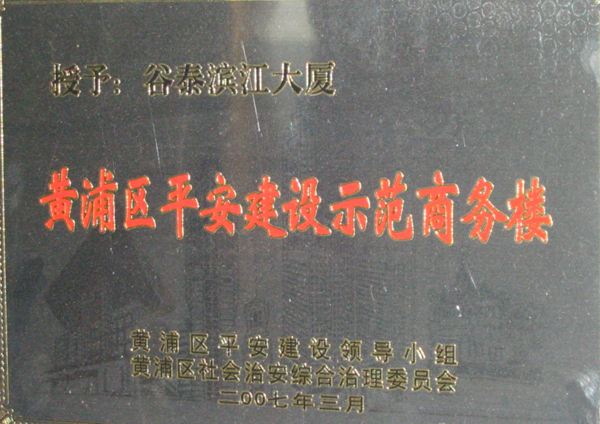 授予：谷泰滨江大厦
黄浦区平安建设示范商务楼
黄浦区平安建设领导小组
黄浦区社会治安综合治理委员会
二00七年三月